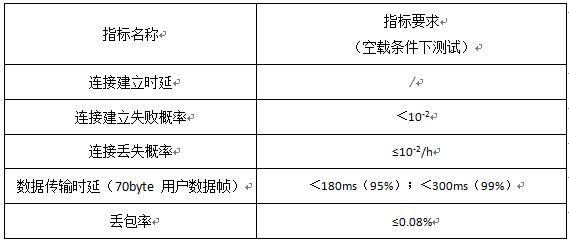 指标名称
指标要求
（空载条件下测试）
连接建立时延
/
连接建立失败概率
＜10-2
连接丢失概率
≤10-2/h
数据传输时延（70byte 用户数据帧）
＜180ms（95%）；＜300ms（99%）
丢包率
≤0.08%